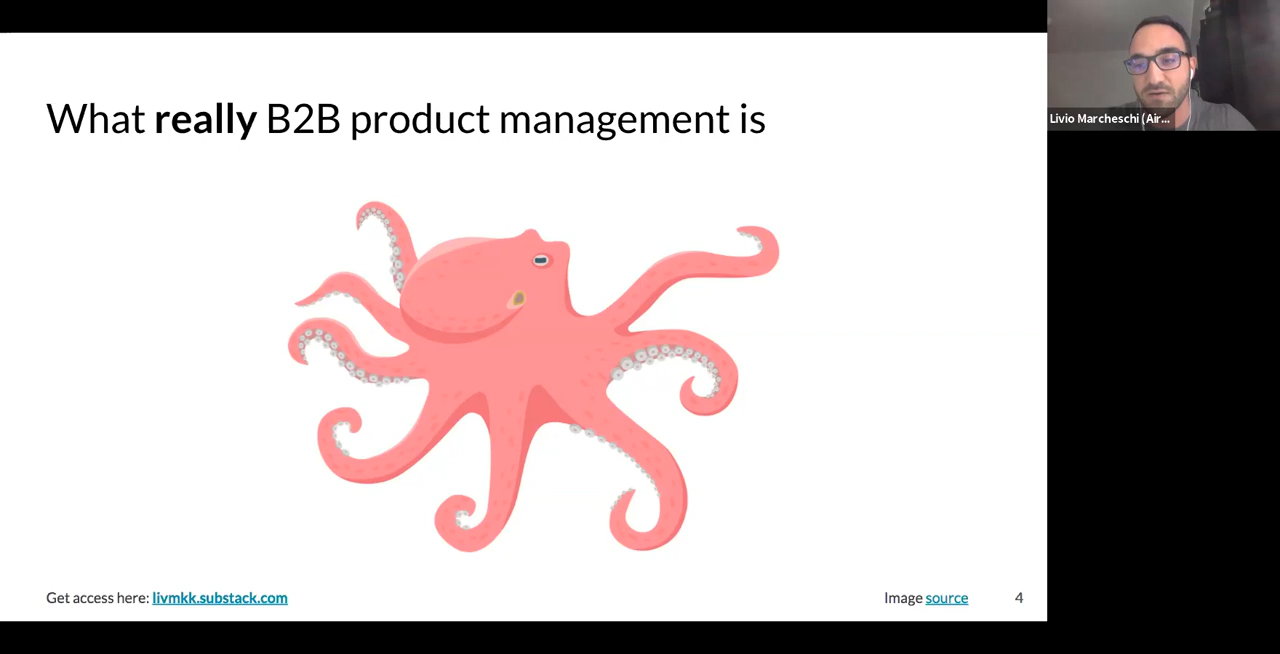 What really B2B product management is
Livio Marcheschi (Air...
Get access here: livmkk.substack.com
Image source
4